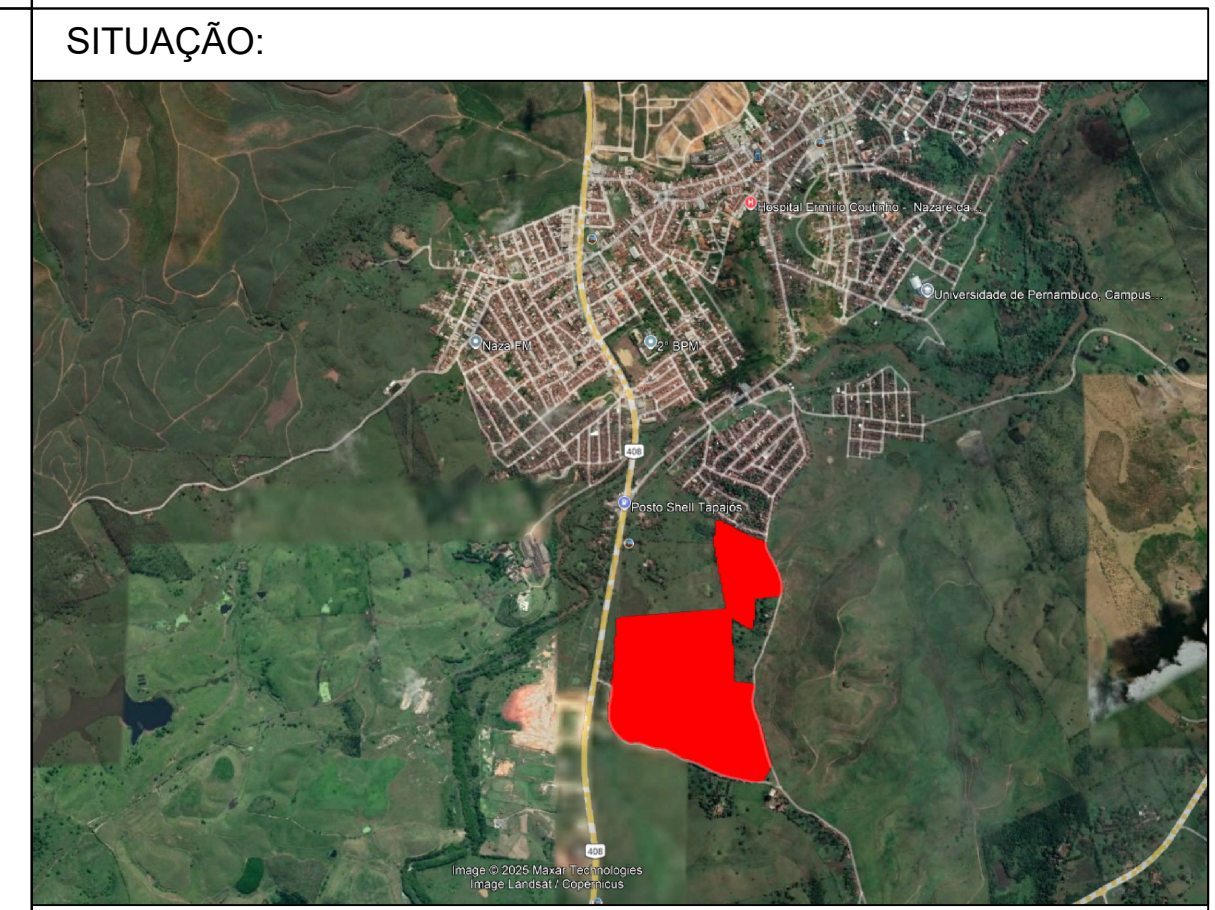 SITUAÇÃO:
H
Hospital Ermírio Coutinho - Nazaré da ...
Universidade de Pernambuco, Campus ...
Naza FM
2° BPM
408
Posto Shell Tapajós
408
Image © 2025 Maxar Technologies
Image Landsat / Copernicus